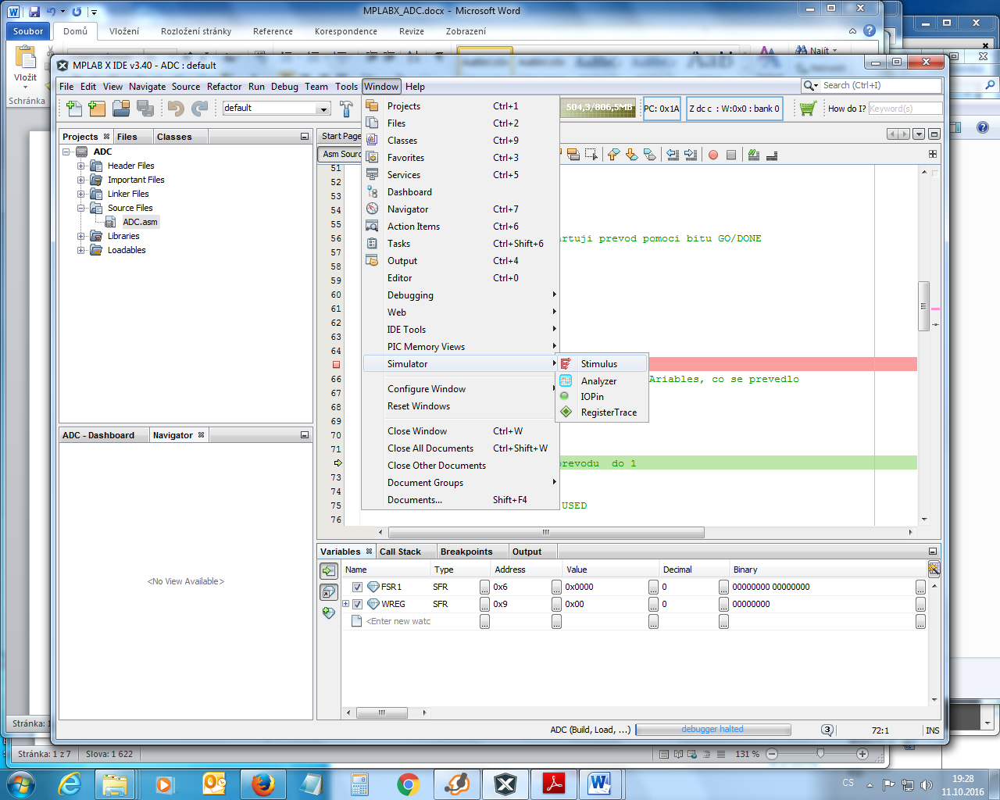 MPLABX_ADC.docx - Microsoft Word
Soubor Domů Vložení Rozložení stránky Reference Korespondence Revize Zobrazení
Vložit
Schránka
Najít
MPLAB X IDE v3.40 - ADC : default
File Edit View Navigate Source Refactor Run Debug Team Tools Window Help
Search (Ctrl+I)
default
504,3/806,5MB
PC: 0x1A
Z dc c : W:0x0 : bank 0
How do I?
Keyword(s)
Projects Files Classes
ADC
Header Files
Important Files
Linker Files
Source Files
ADC.asm
Libraries
Loadables
ADC - Dashboard Navigator
<No View Available>
Start Page
Asm Sourc
Projects Ctrl+1
Files Ctrl+2
Classes Ctrl+9
Favorites Ctrl+3
Services Ctrl+5
Dashboard
Navigator Ctrl+7
Action Items Ctrl+6
Tasks Ctrl+Shift+6
Output Ctrl+4
Editor Ctrl+0
Debugging
Web
IDE Tools
PIC Memory Views
Simulator
Configure Window
Reset Windows
Close Window Ctrl+W
Close All Documents Ctrl+Shift+W
Close Other Documents
Document Groups
Documents... Shift+F4
Stimulus
Analyzer
IOPin
RegisterTrace
51
52
53
54
55
56 artuji prevod pomoci bitu GO/DONE
57
58
59
60
61
62
63
64
66 Ariables, co se prevedlo
67
68
69
70
71
prevodu do 1
73
74
75 USED
76
Variables Call Stack Breakpoints Output
Name Type Address Value Decimal Binary
FSR1 SFR ... 0x6 ... 0x0000 ... 0 ... 00000000 00000000 ...
WREG SFR ... 0x9 ... 0x00 ... 0 ... 00000000 ...
<Enter new watc ... ... ... ... ...
ADC (Build, Load, ...) debugger halted 3 72:1 INS
Stránka: 1
Stránka: 1 z 7 Slova: 1 622 131 %
CS 19:28
11.10.2016